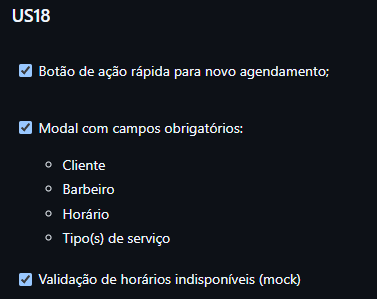 US18
Botão de ação rápida para novo agendamento;
Modal com campos obrigatórios:
Cliente
Barbeiro
Horário
Tipo(s) de serviço
Validação de horários indisponíveis (mock)